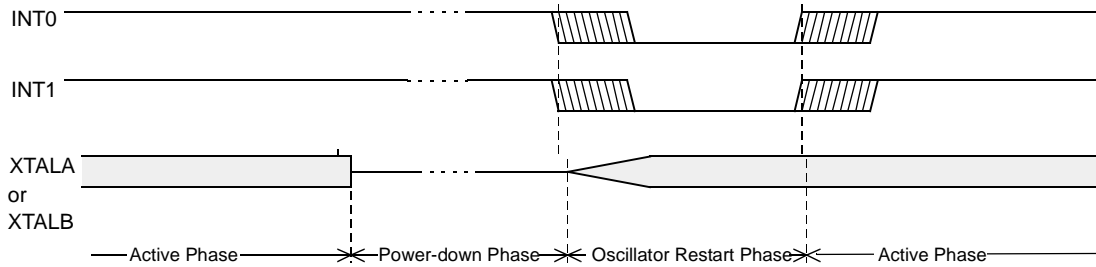 INT0
INT1
XTALA
or
XTALB
Active Phase
Power-down Phase
Oscillator Restart Phase
Active Phase